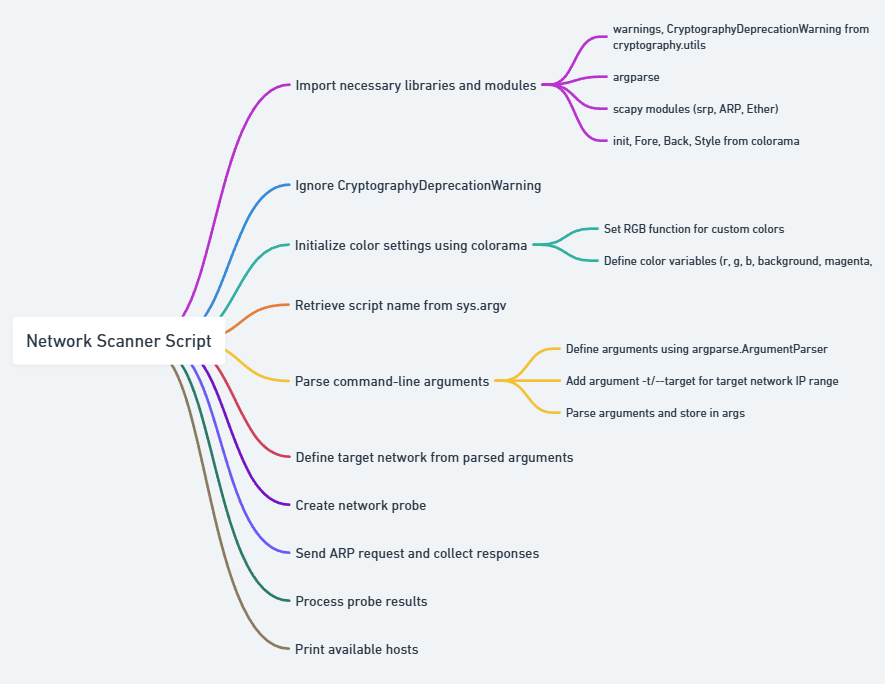 Network Scanner Script
Import necessary libraries and modules
warnings, CryptographyDeprecationWarning from
cryptography.utils
argparse
scapy modules (srp, ARP, Ether)
init, Fore, Back, Style from colorama
Ignore CryptographyDeprecationWarning
Initialize color settings using colorama
Set RGB function for custom colors
Define color variables (r, g, b, background, magenta,
Retrieve script name from sys.argv
Parse command-line arguments
Define arguments using argparse.ArgumentParser
Add argument -t/--target for target network IP range
Parse arguments and store in args
Define target network from parsed arguments
Create network probe
Send ARP request and collect responses
Process probe results
Print available hosts